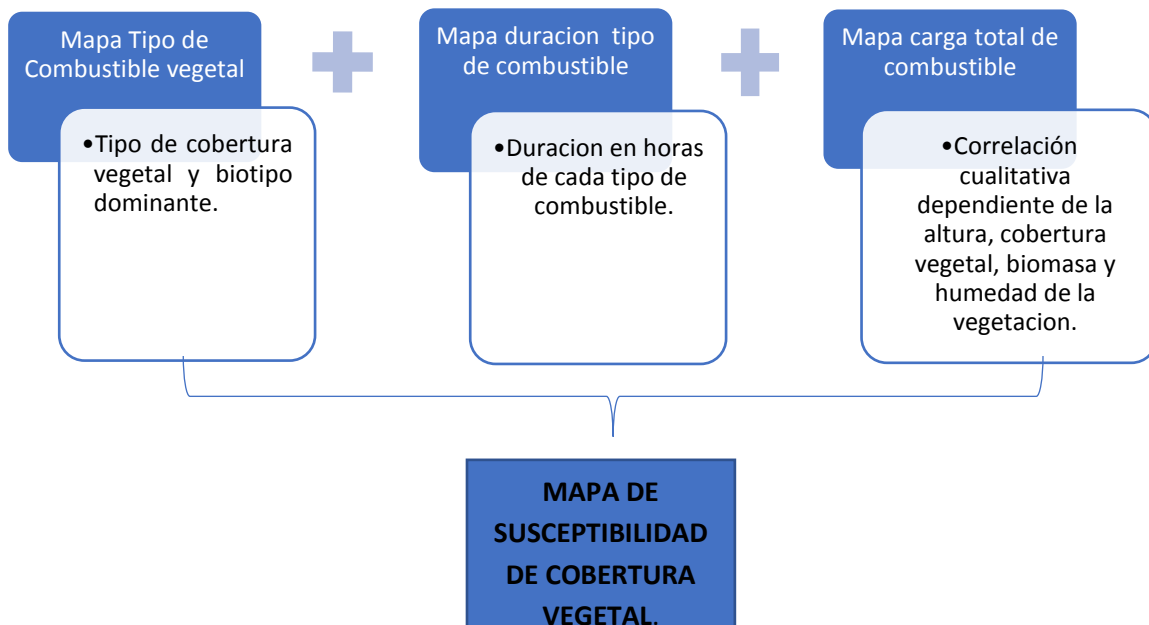 Mapa Tipo de
Combustible vegetal
•Tipo de cobertura
vegetal y biotipo
dominante.
Mapa duracion tipo
de combustible
•Duracion en horas
de cada tipo de
combustible.
Mapa carga total de
combustible
•Correlación
cualitativa
dependiente de la
altura, cobertura
vegetal, biomasa y
humedad de la
vegetacion.
MAPA DE
SUSCEPTIBILIDAD
DE COBERTURA
VEGETAL.